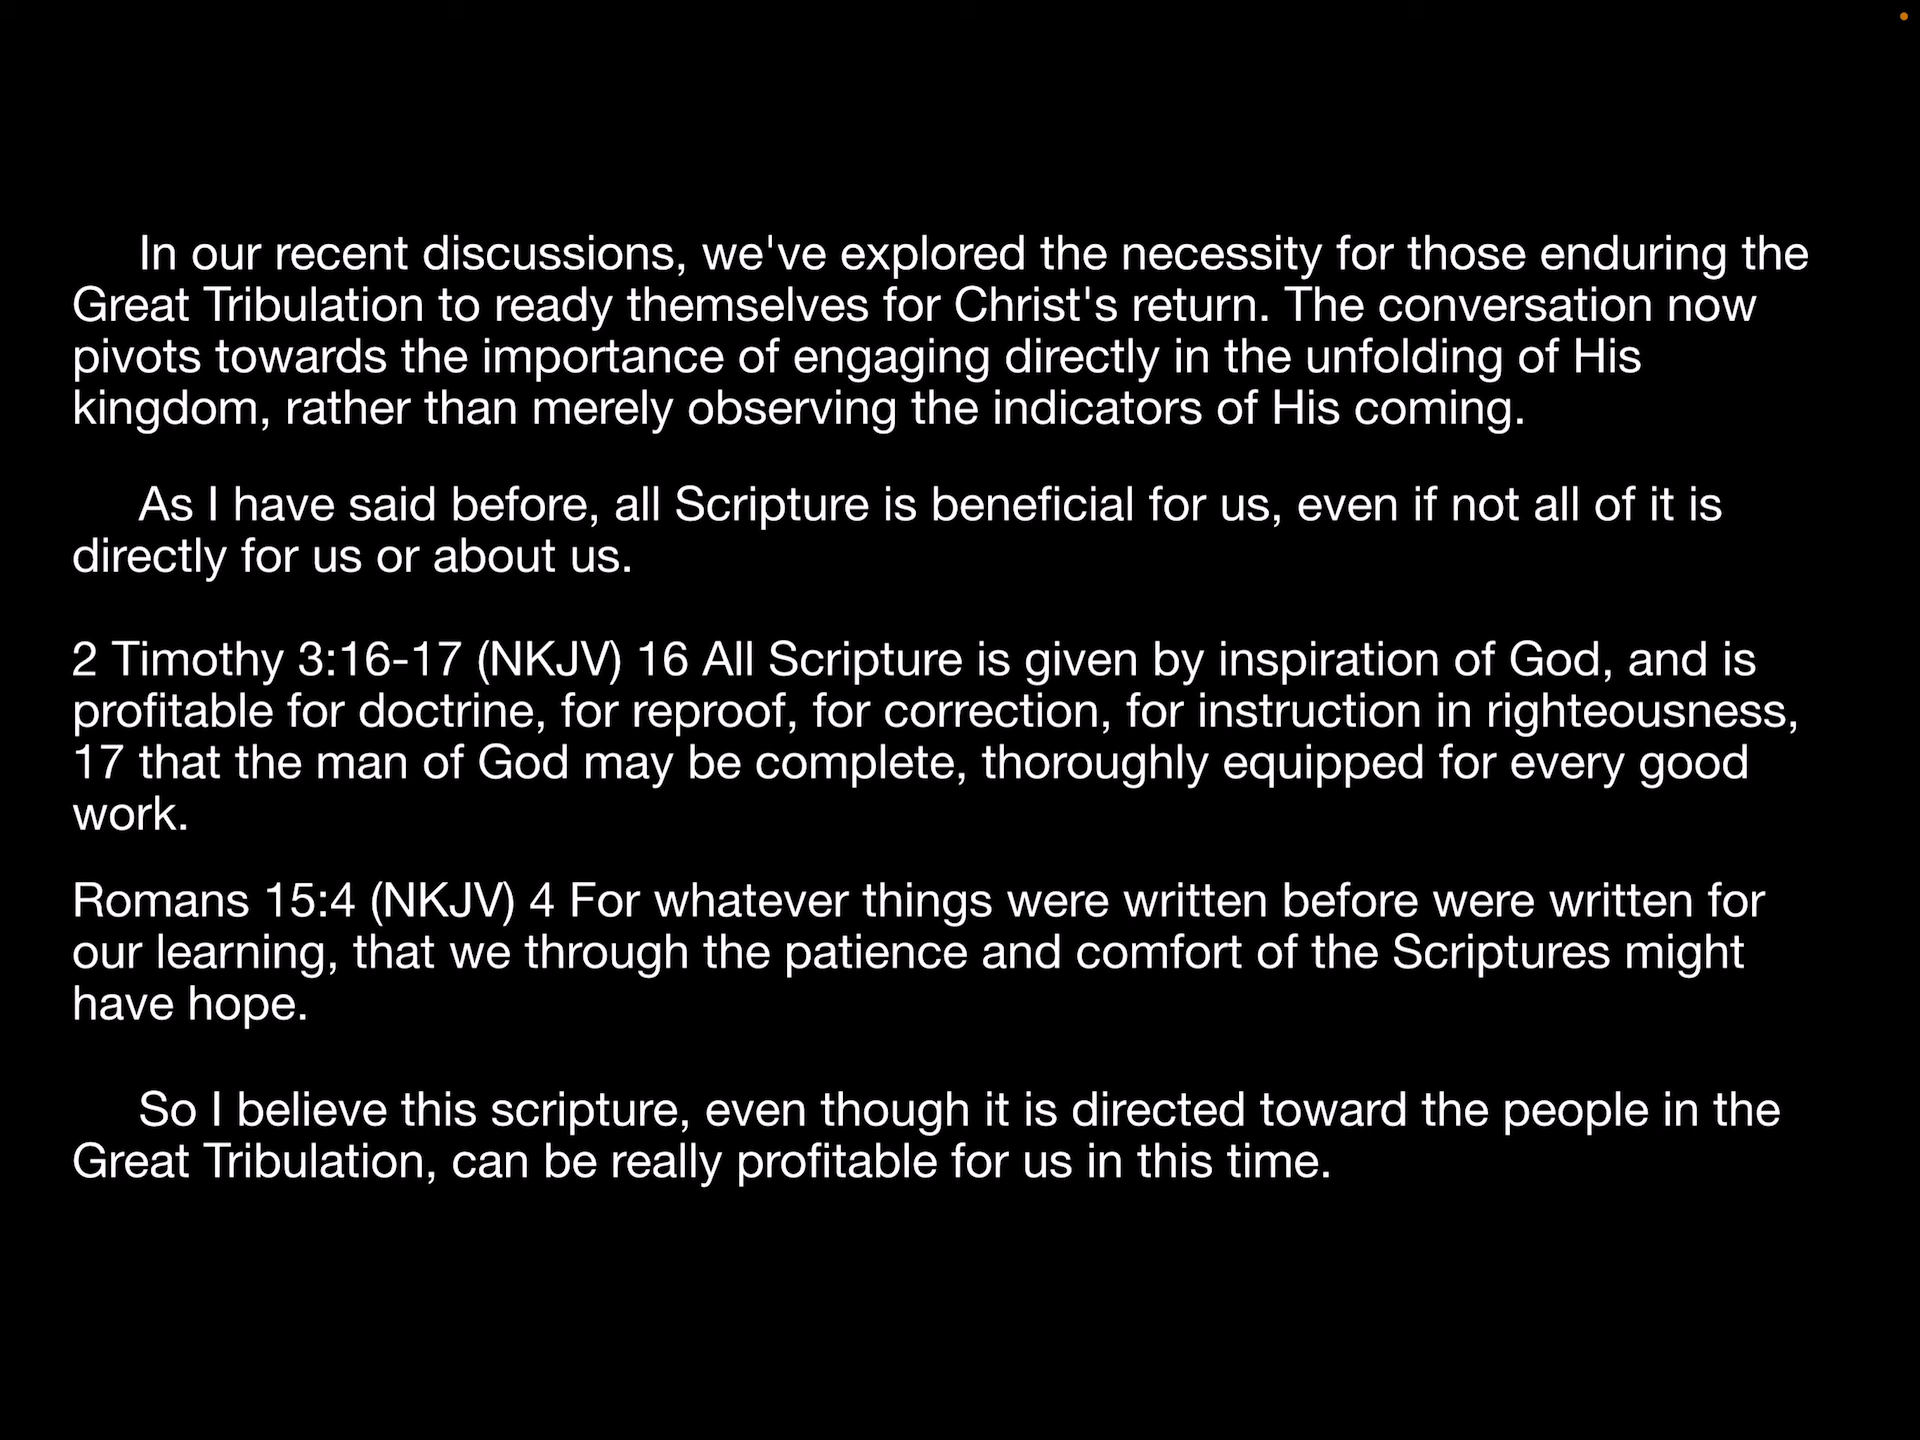 In our recent discussions, we've explored the necessity for those enduring the
Great Tribulation to ready themselves for Christ's return. The conversation now
pivots towards the importance of engaging directly in the unfolding of His
kingdom, rather than merely observing the indicators of His coming.
As I have said before, all Scripture is beneficial for us, even if not all of it is
directly for us or about us.
2 Timothy 3:16-17 (NKJV) 16 All Scripture is given by inspiration of God, and is
profitable for doctrine, for reproof, for correction, for instruction in righteousness,
17 that the man of God may be complete, thoroughly equipped for every good
work.
Romans 15:4 (NKJV) 4 For whatever things were written before were written for
our learning, that we through the patience and comfort of the Scriptures might
have hope.
So I believe this scripture, even though it is directed toward the people in the
Great Tribulation, can be really profitable for us in this time.